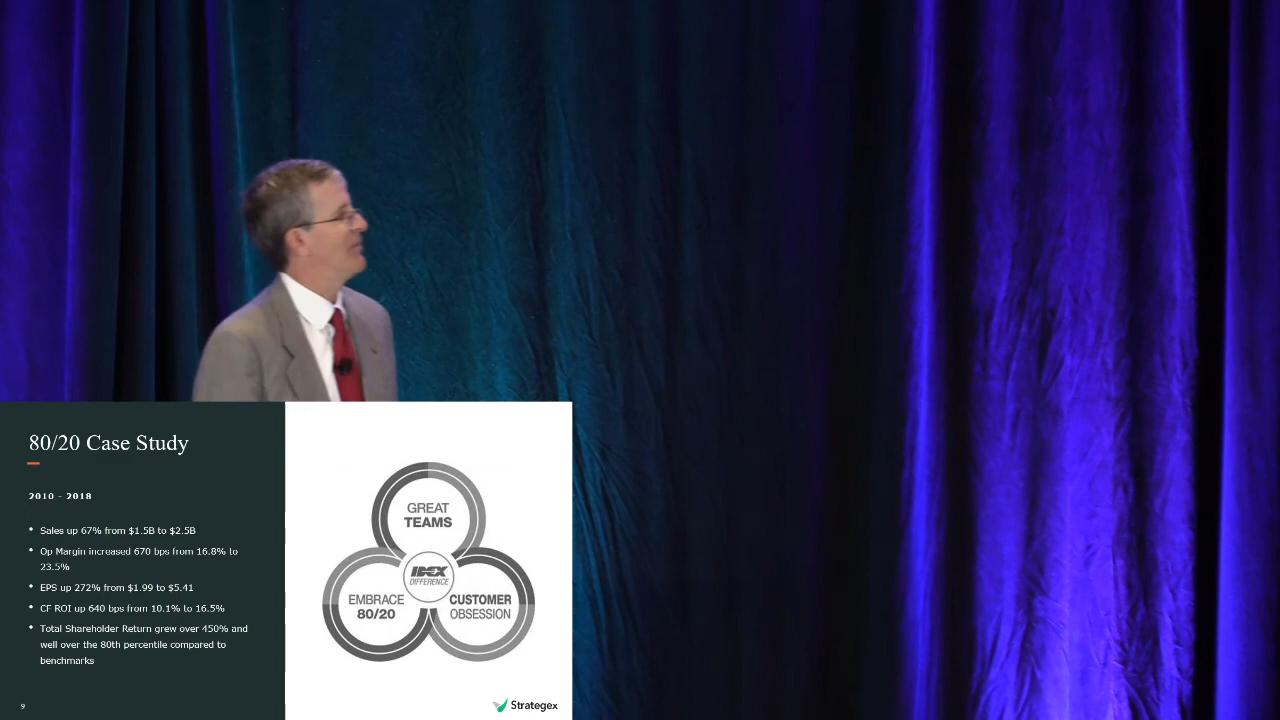 80/20 Case Study
2010 - 2018
• Sales up 67% from $1.5B to $2.5B
• Op Margin increased 670 bps from 16.8% to
23.5%
• EPS up 272% from $1.99 to $5.41
• CF ROI up 640 bps from 10.1% to 16.5%
• Total Shareholder Return grew over 450% and
well over the 80th percentile compared to
benchmarks
9
GREAT
TEAMS
IDEX
DIFFERENCE
EMBRACE
80/20
CUSTOMER
OBSESSION
Strategex